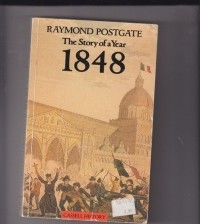 RAYMOND POSTGATE
The Story of a Year
1848
CASSELL HISTORY